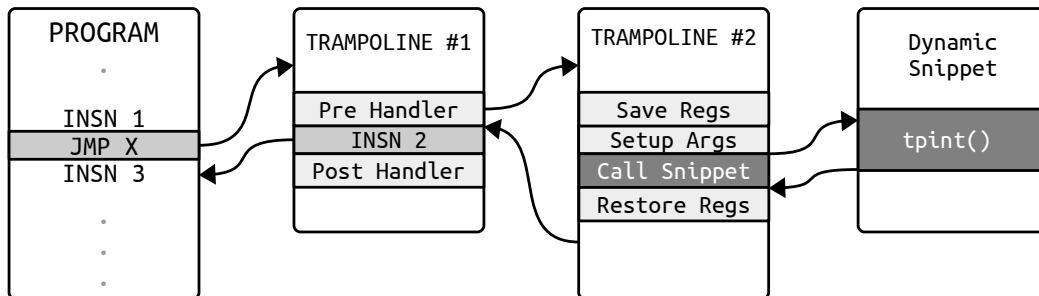 PROGRAM
INSN 1
JMP X
INSN 3
TRAMPOLINE #1
Pre Handler
INSN 2
Post Handler
TRAMPOLINE #2
Save Regs
Setup Args
Call Snippet
Restore Regs
Dynamic
Snippet
tpint()